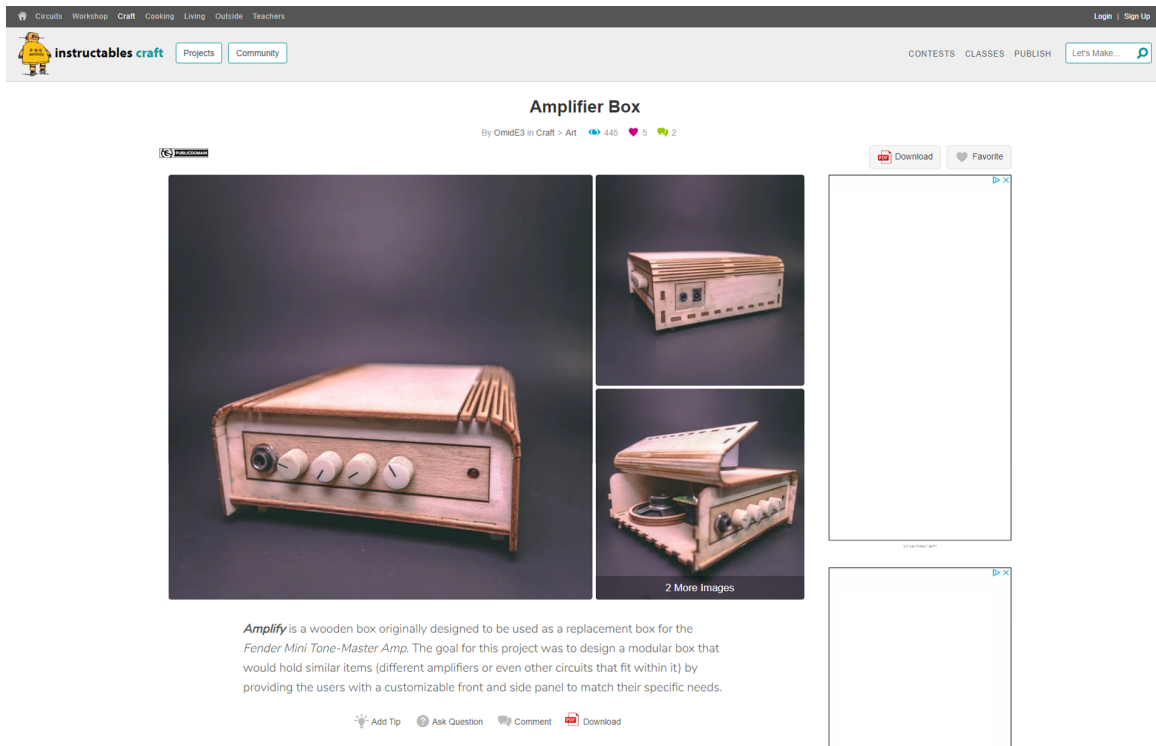 Circuits Workshop Craft Cooking Living Outside Teachers
Login | Sign Up
instructables craft
Projects
Community
CONTESTS CLASSES PUBLISH
Let's Make...
Amplifier Box
By OmidE3 in Craft > Art 445 5 2
PUBLICDOMAIN
PDF Download
Favorite
2 More Images
Amplify is a wooden box originally designed to be used as a replacement box for the
Fender Mini Tone-Master Amp. The goal for this project was to design a modular box that
would hold similar items (different amplifiers or even other circuits that fit within it) by
providing the users with a customizable front and side panel to match their specific needs.
Add Tip ? Ask Question Comment PDF Download